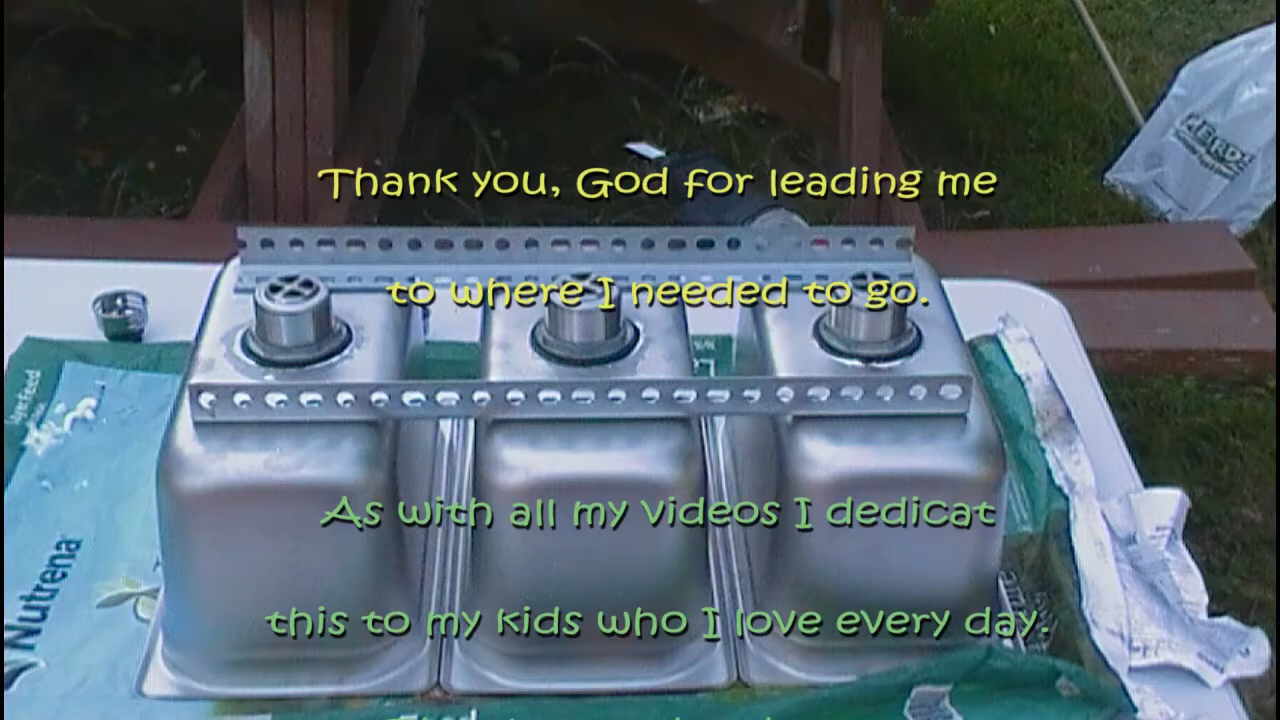 Thank you, God for leading me
to where I needed to go.
As with all my videos I dedicat
this to my kids who I love every day.
Nutrena